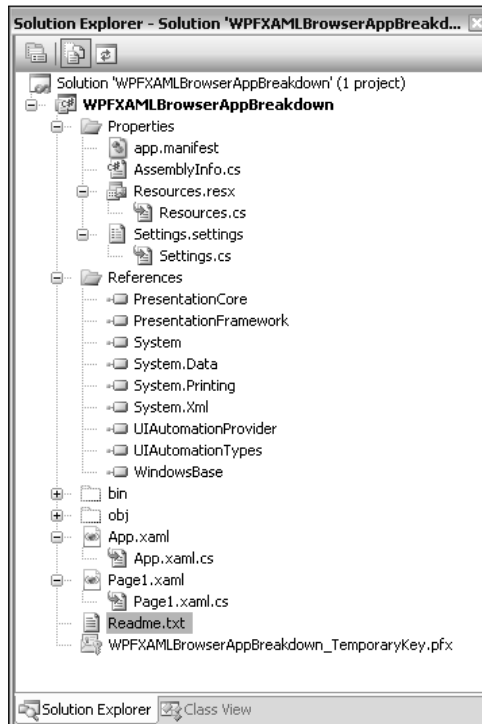 Solution Explorer - Solution 'WPFXAMLBrowserAppBreakd...
Solution 'WPFXAMLBrowserAppBreakdown' (1 project)
C# WPFXAMLBrowserAppBreakdown
Properties
app.manifest
C# AssemblyInfo.cs
Resources.resx
Resources.cs
Settings.settings
Settings.cs
References
PresentationCore
PresentationFramework
System
System.Data
System.Printing
System.Xml
UIAutomationProvider
UIAutomationTypes
WindowsBase
bin
obj
App.xaml
App.xaml.cs
Page1.xaml
Page1.xaml.cs
Readme.txt
WPFXAMLBrowserAppBreakdown_TemporaryKey.pfx
Solution Explorer Class View